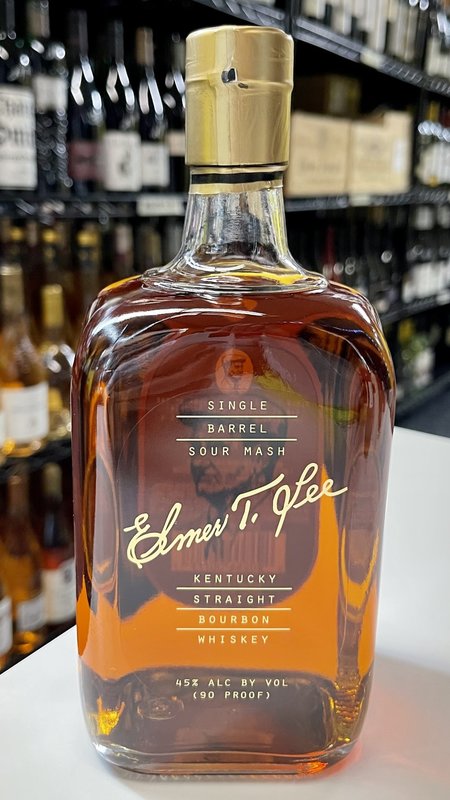 SINGLE
BARREL
SOUR MASH
Elmer T. Lee
KENTUCKY
STRAIGHT
BOURBON
WHISKEY
45% ALC BY VOL
(90 PROOF)